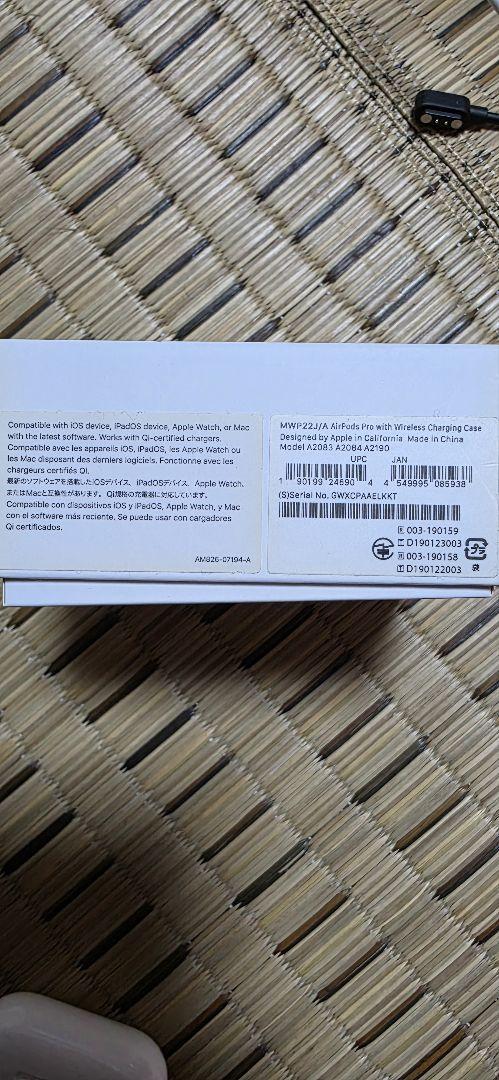 Compatible with iOS device, iPadOS device, Apple Watch, or Mac
with the latest software. Works with Qi-certified chargers.
Compatible avec les appareils iOS, iPadOS, les Apple Watch ou
les Mac disposant des derniers logiciels. Fonctionne avec les
chargeurs certifiés Qi.
最新のソフトウェアを搭載したiOSデバイス、iPadOSデバイス、Apple Watch、
またはMacと互換性があります。Qi規格の充電器に対応しています。
Compatible con dispositivos iOS y iPadOS, Apple Watch, y Mac
con el software más reciente. Se puede usar con cargadores
Qi certificados.
AM826-07194-A
MWP22J/A AirPods Pro with Wireless Charging Case
Designed by Apple in California Made in China
Model A2083 A2084 A2190
UPC JAN
1 90199 24690 4 4 549995 085938
(S)Serial No. GWXCPAAELKKT
R 003-190159
T D190123003
R 003-190158
T D190122003
プラ
袋